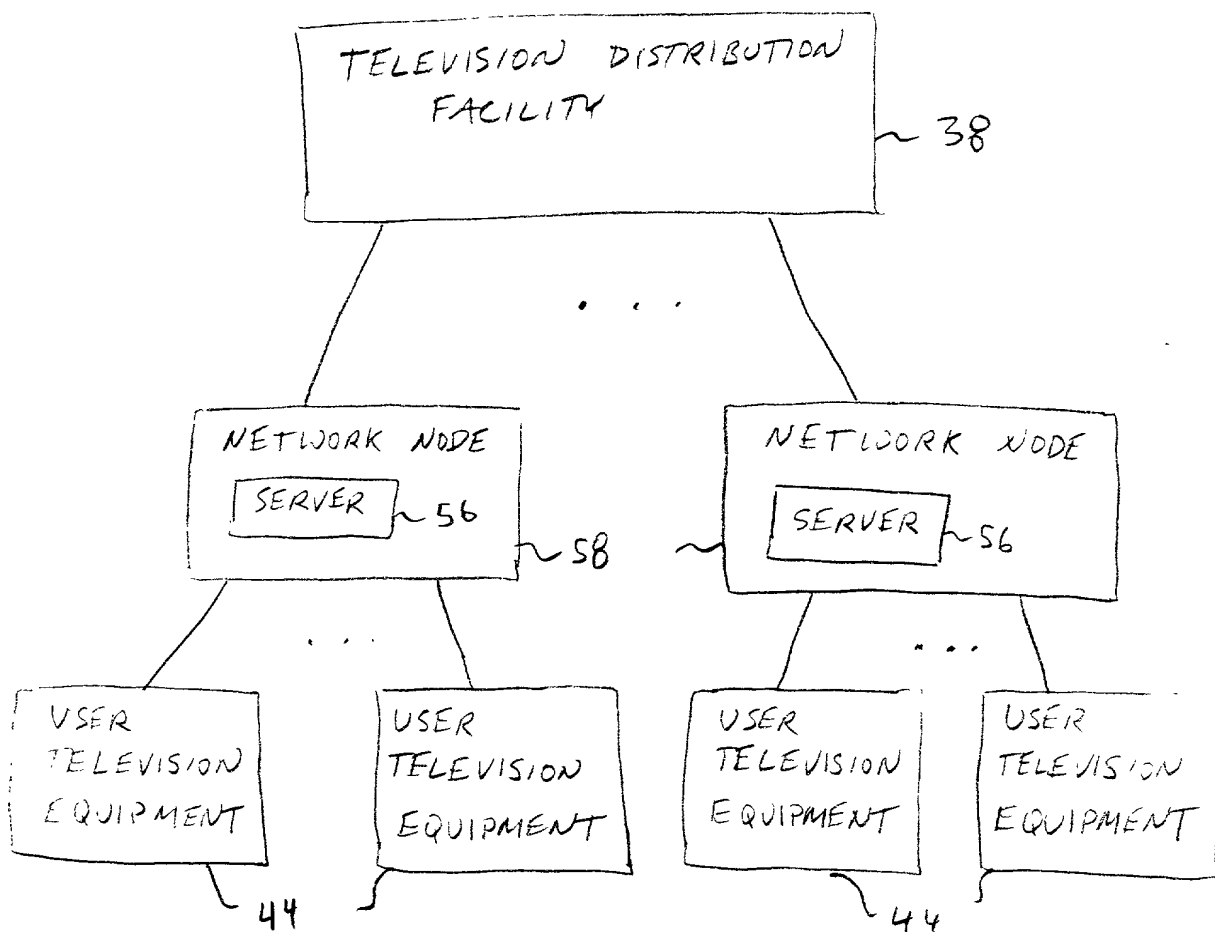 TELEVISION DISTRIBUTION
FACILITY
38
. . .
NETWORK NODE
SERVER
56
58
NETWORK NODE
SERVER
56
. . .
. . .
USER
TELEVISION
EQUIPMENT
USER
TELEVISION
EQUIPMENT
44
USER
TELEVISION
EQUIPMENT
USER
TELEVISION
EQUIPMENT
44